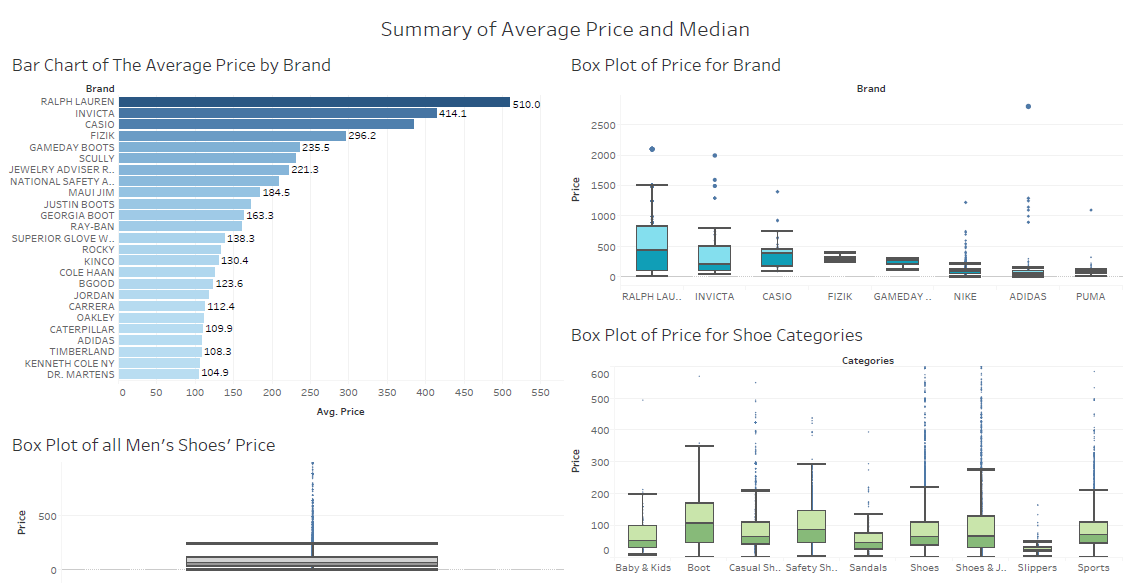 Summary of Average Price and Median
Bar Chart of The Average Price by Brand
Brand
RALPH LAUREN 510.0
INVICTA 414.1
CASIO
FIZIK 296.2
GAMEDAY BOOTS 235.5
SCULLY
JEWELRY ADVISER R.. 221.3
NATIONAL SAFETY A..
MAUI JIM 184.5
JUSTIN BOOTS
GEORGIA BOOT 163.3
RAY-BAN
SUPERIOR GLOVE W.. 138.3
ROCKY
KINCO 130.4
COLE HAAN
BGOOD 123.6
JORDAN
CARRERA 112.4
OAKLEY
CATERPILLAR 109.9
ADIDAS
TIMBERLAND 108.3
KENNETH COLE NY
DR. MARTENS 104.9
0 50 100 150 200 250 300 350 400 450 500 550
Avg. Price
Box Plot of all Men's Shoes' Price
Price
500
0
Box Plot of Price for Brand
Brand
Price
2500
2000
1500
1000
500
0
RALPH LAU.. INVICTA CASIO FIZIK GAMEDAY .. NIKE ADIDAS PUMA
Box Plot of Price for Shoe Categories
Categories
Price
600
500
400
300
200
100
0
Baby & Kids Boot Casual Sh.. Safety Sh.. Sandals Shoes Shoes & J.. Slippers Sports